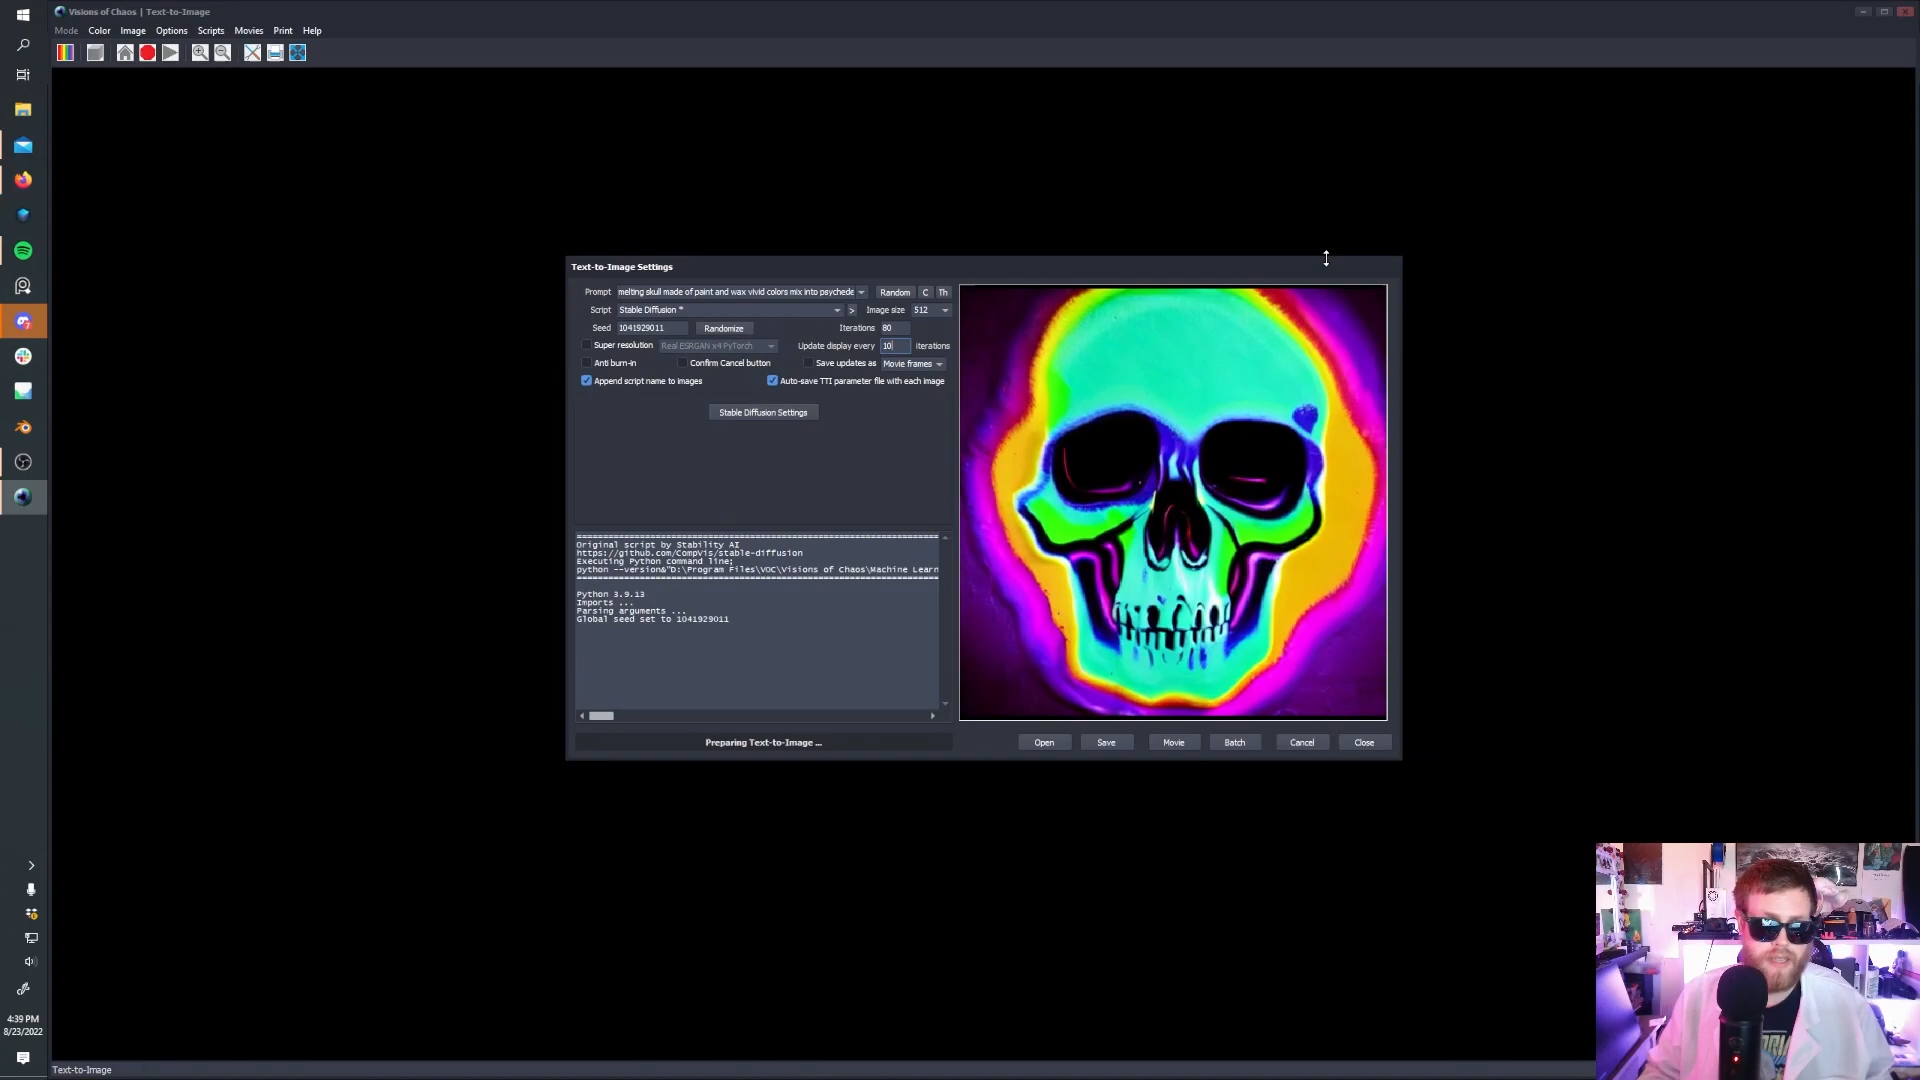 Visions of Chaos | Text-to-Image
Mode Color Image Options Scripts Movies Print Help
Text-to-Image Settings
Prompt melting skull made of paint and wax vivid colors mix into psychede Random C Th
Script Stable Diffusion * > Image size 512
Seed 1041929011 Randomize Iterations 80
Super resolution Real ESRGAN x4 PyTorch Update display every 10 iterations
Anti burn-in Confirm Cancel button Save updates as Movie frames
Append script name to images Auto-save TTI parameter file with each image
Stable Diffusion Settings
Original script by Stability AI
https://github.com/CompVis/stable-diffusion
Executing Python command line;
python --version&"D:\Program Files\VOC\Visions of Chaos\Machine Learn
Python 3.9.13
Imports ...
Parsing arguments ...
Global seed set to 1041929011
Preparing Text-to-Image ...
Open Save Movie Batch Cancel Close
4:39 PM
8/23/2022
Text-to-Image